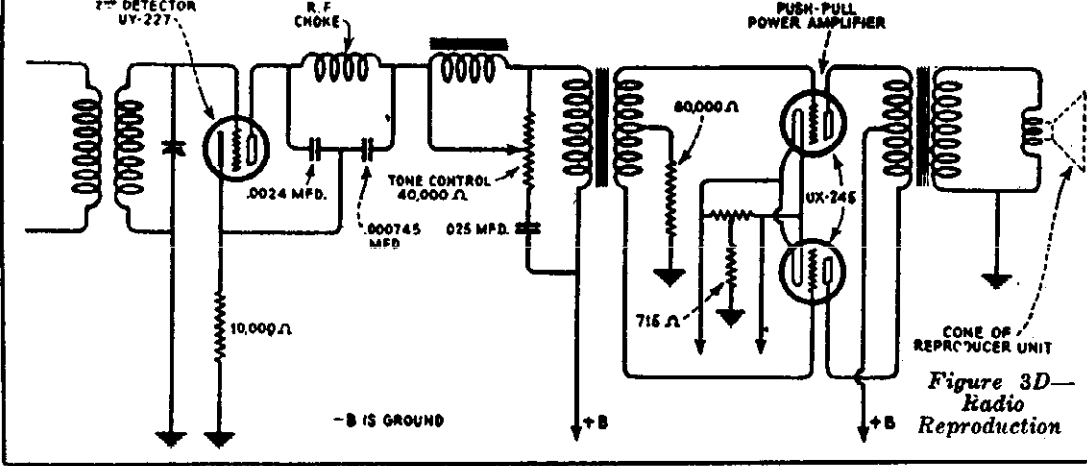 2ND DETECTOR
UY-227
R.F
CHOKE
PUSH-PULL
POWER AMPLIFIER
60,000 Ω
.0024 MFD.
TONE CONTROL
40,000 Ω
.000745
MFD
025 MFD.
UX-245
10,000 Ω
715 Ω
CONE OF
REPRODUCER UNIT
-B IS GROUND
+B
+B
Figure 3D—
Radio
Reproduction